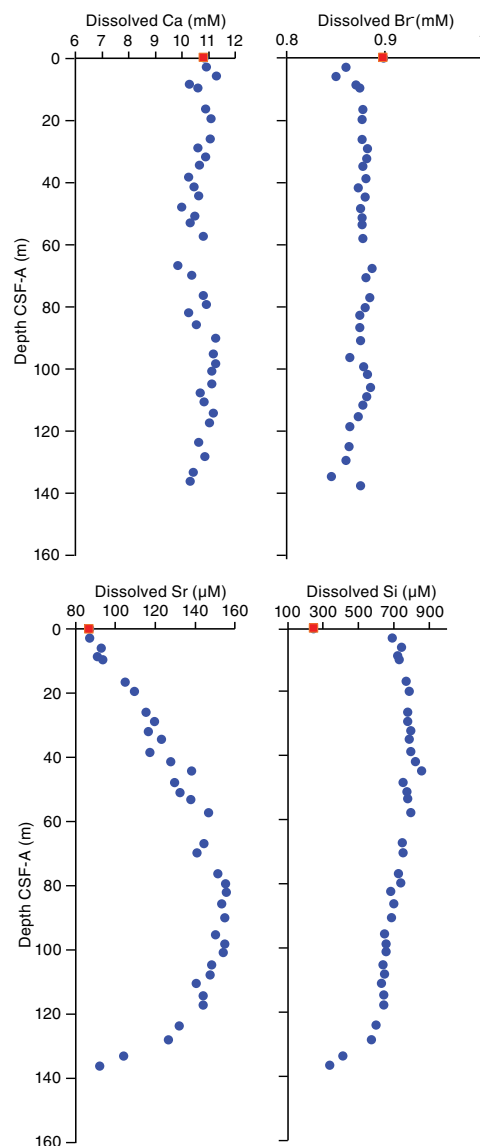 Dissolved Ca (mM)
6 7 8 9 10 11 12
Dissolved Br- (mM)
0.8 0.9
0
20
40
60
80
100
120
140
160
Depth CSF-A (m)
Dissolved Sr (µM)
80 100 120 140 160
Dissolved Si (µM)
100 300 500 700 900
0
20
40
60
80
100
120
140
160
Depth CSF-A (m)